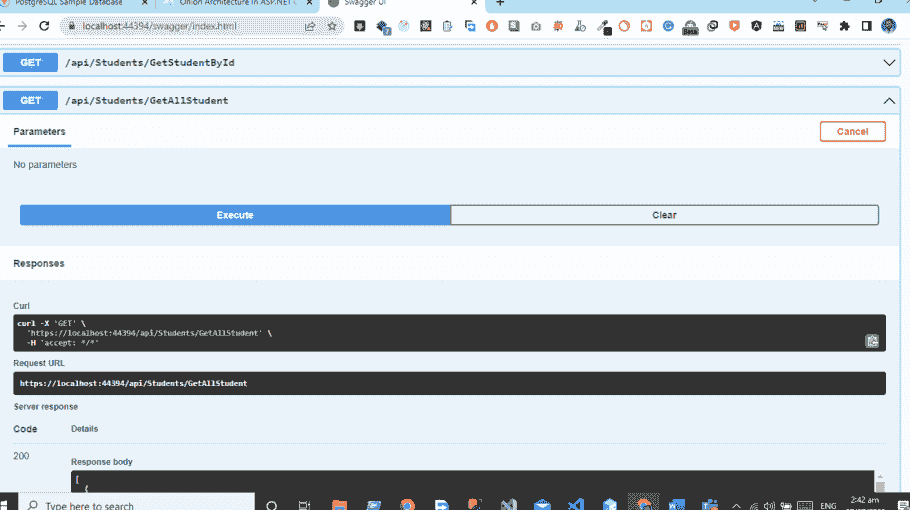 PostgreSQL Sample Database
Onion Architecture In ASP.NET
Swagger UI
localhost:44394/swagger/index.html
GET /api/Students/GetStudentById
GET /api/Students/GetAllStudent
Parameters
Cancel
No parameters
Execute
Clear
Responses
Curl
curl -X 'GET' \
'https://localhost:44394/api/Students/GetAllStudent' \
-H 'accept: */*'
Request URL
https://localhost:44394/api/Students/GetAllStudent
Server response
Code
Details
200
Response body
[
{
Type here to search
ENG
2:42 am